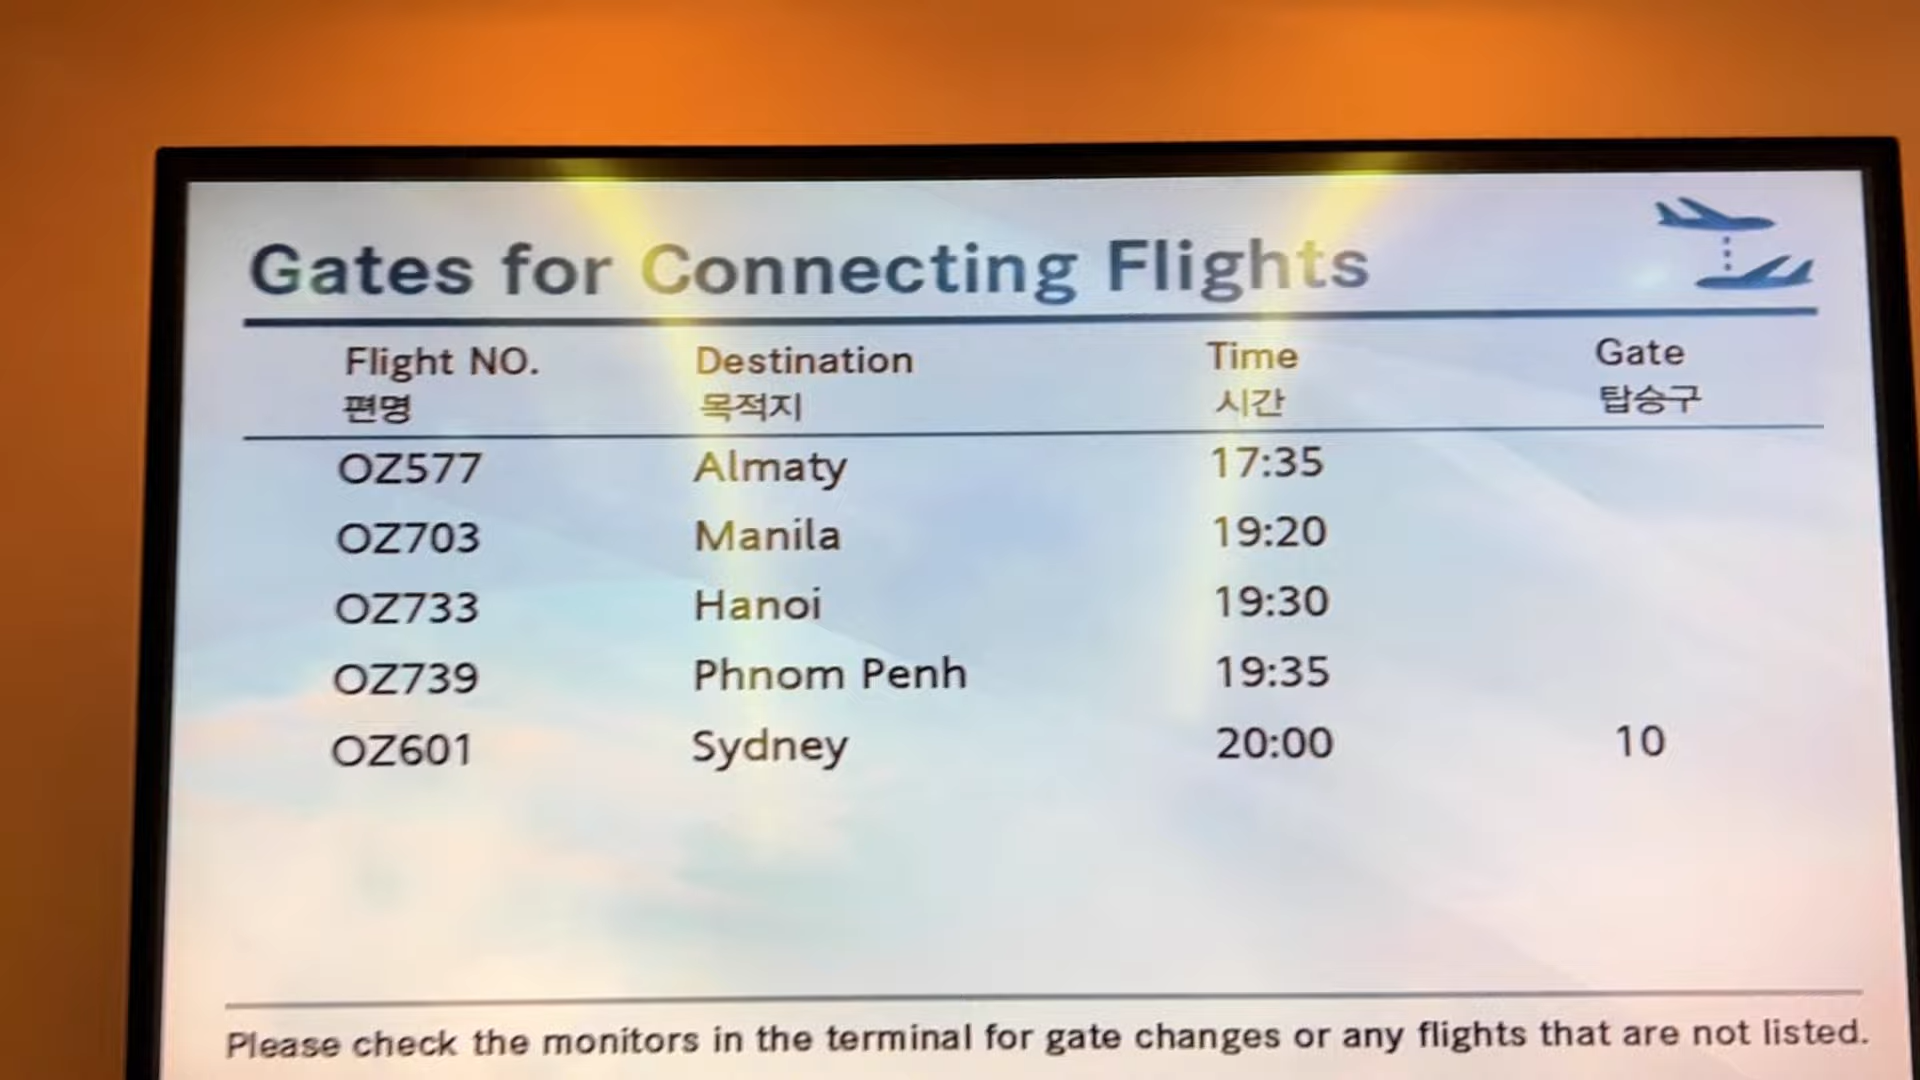 Gates for Connecting Flights
Flight NO. Destination Time Gate
편명 목적지 시간 탑승구
OZ577 Almaty 17:35
OZ703 Manila 19:20
OZ733 Hanoi 19:30
OZ739 Phnom Penh 19:35
OZ601 Sydney 20:00 10
Please check the monitors in the terminal for gate changes or any flights that are not listed.